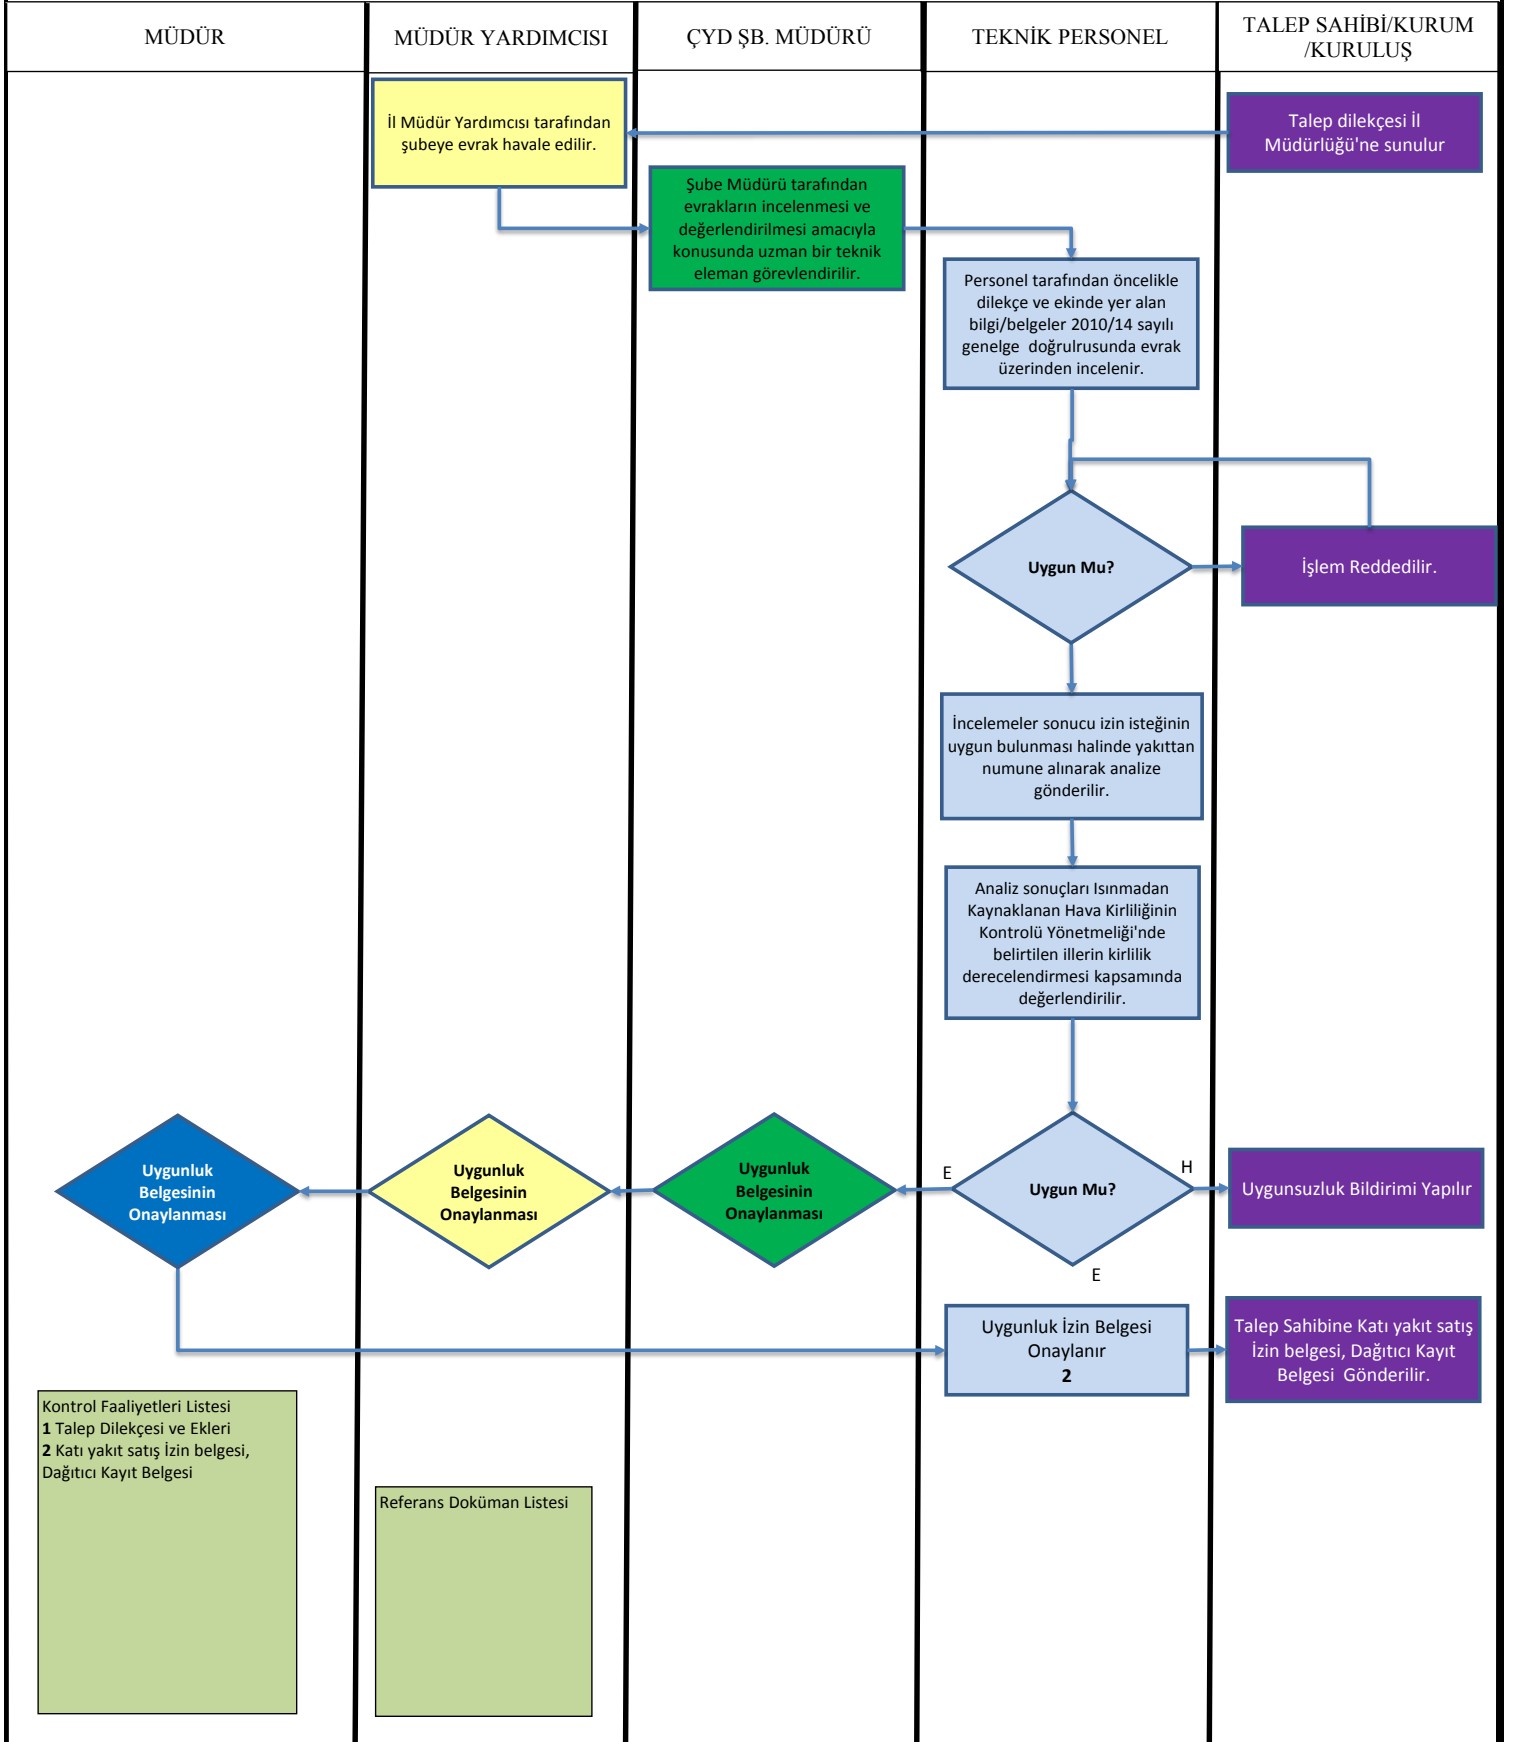 MÜDÜR
MÜDÜR YARDIMCISI
ÇYD ŞB. MÜDÜRÜ
TEKNİK PERSONEL
TALEP SAHİBİ/KURUM
/KURULUŞ
Talep dilekçesi İl
Müdürlüğü'ne sunulur
İl Müdür Yardımcısı tarafından
şubeye evrak havale edilir.
Şube Müdürü tarafından
evrakların incelenmesi ve
değerlendirilmesi amacıyla
konusunda uzman bir teknik
eleman görevlendirilir.
Personel tarafından öncelikle
dilekçe ve ekinde yer alan
bilgi/belgeler 2010/14 sayılı
genelge  doğrulrusunda evrak
üzerinden incelenir.
Uygun Mu?
İşlem Reddedilir.
İncelemeler sonucu izin isteğinin
uygun bulunması halinde yakıttan
numune alınarak analize
gönderilir.
Analiz sonuçları Isınmadan
Kaynaklanan Hava Kirliliğinin
Kontrolü Yönetmeliği'nde
belirtilen illerin kirlilik
derecelendirmesi kapsamında
değerlendirilir.
Uygun Mu?
H
Uygunsuzluk Bildirimi Yapılır
E
E
Uygunluk
Belgesinin
Onaylanması
Uygunluk
Belgesinin
Onaylanması
Uygunluk
Belgesinin
Onaylanması
Uygunluk İzin Belgesi
Onaylanır
2
Talep Sahibine Katı yakıt satış
İzin belgesi, Dağıtıcı Kayıt
Belgesi  Gönderilir.
Kontrol Faaliyetleri Listesi
1 Talep Dilekçesi ve Ekleri
2 Katı yakıt satış İzin belgesi,
Dağıtıcı Kayıt Belgesi
Referans Doküman Listesi